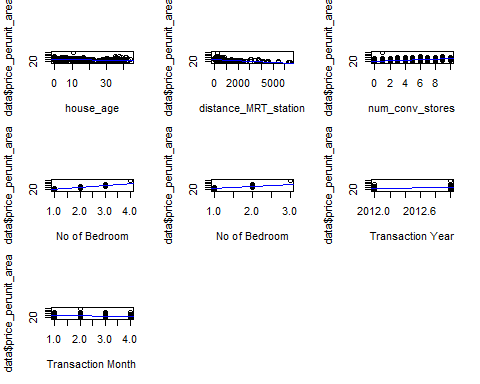 data$price_perunit_area
20
0 10 30
house_age
data$price_perunit_area
20
0 2000 5000
distance_MRT_station
data$price_perunit_area
20
0 2 4 6 8
num_conv_stores
data$price_perunit_area
20
1.0 2.0 3.0 4.0
No of Bedroom
data$price_perunit_area
20
1.0 2.0 3.0
No of Bedroom
data$price_perunit_area
20
2012.0 2012.6
Transaction Year
data$price_perunit_area
20
1.0 2.0 3.0 4.0
Transaction Month